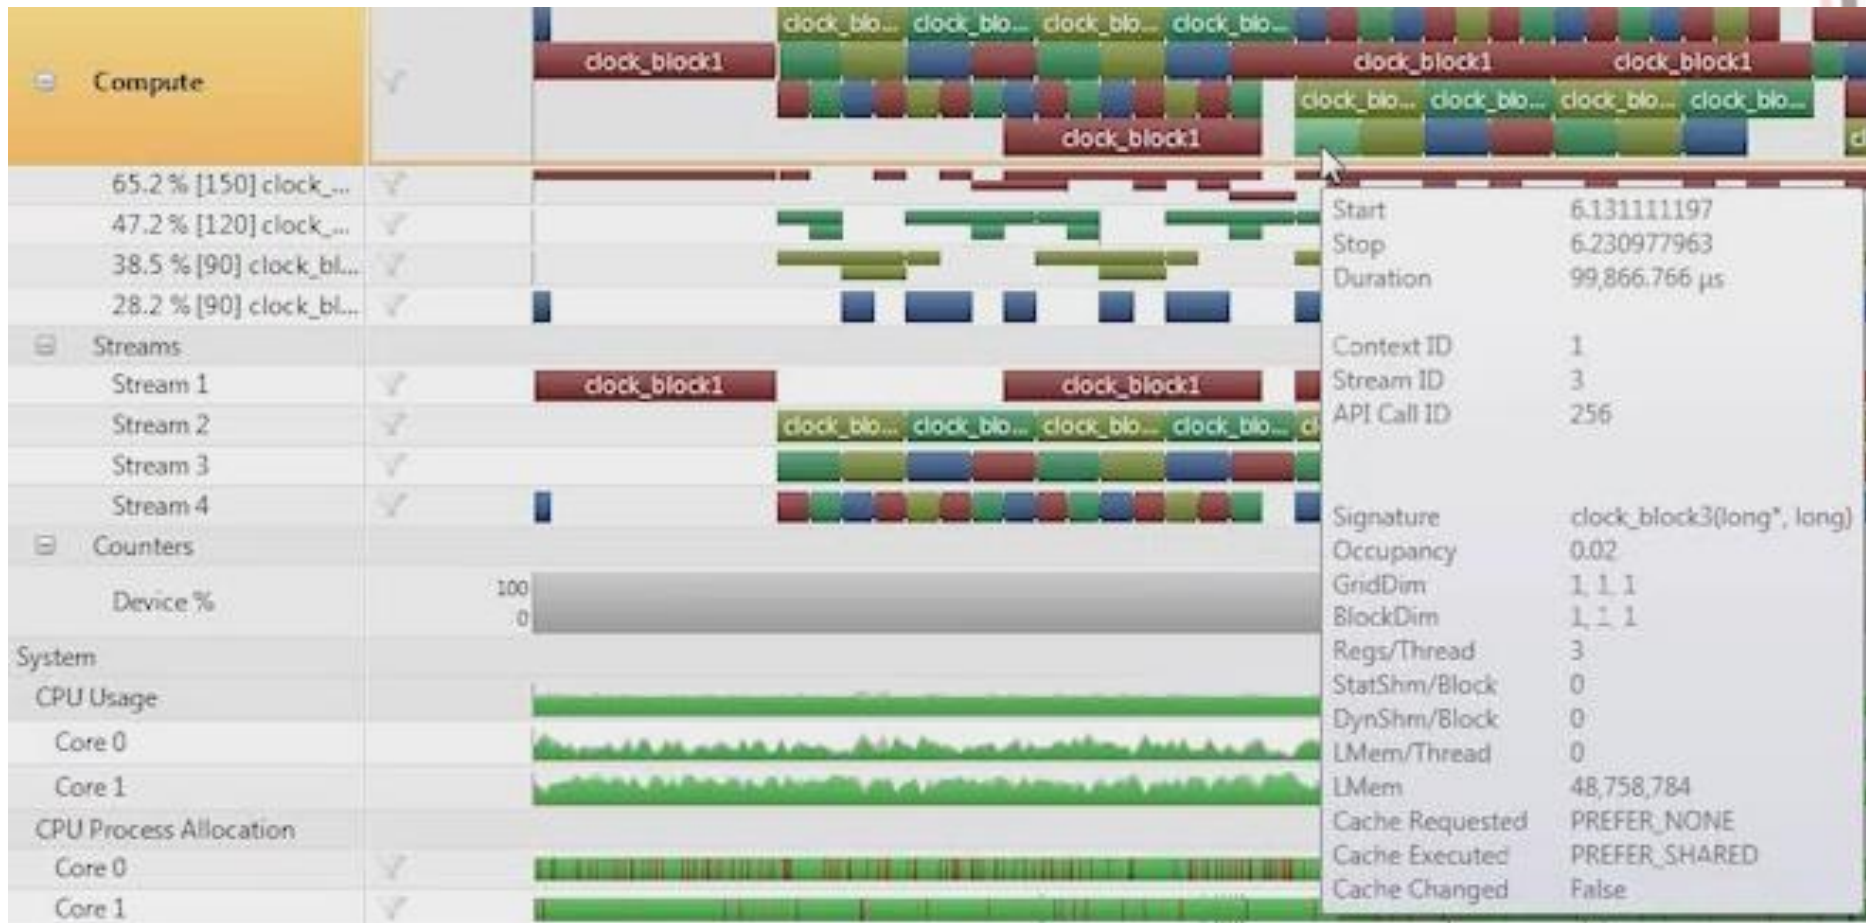 clock_blo... clock_blo... clock_blo... clock_blo...
clock_block1 clock_block1 clock_block1
Compute
clock_blo... clock_blo... clock_blo... clock_blo...
clock_block1
65.2 % [150] clock_...
47.2 % [120] clock_...
38.5 % [90] clock_bl...
28.2 % [90] clock_bl...
Streams
Stream 1 clock_block1 clock_block1
Stream 2 clock_blo... clock_blo... clock_blo... clock_blo...
Stream 3
Stream 4
Counters
Device % 100
0
System
CPU Usage
Core 0
Core 1
CPU Process Allocation
Core 0
Core 1
Start 6.131111197
Stop 6.230977963
Duration 99,866.766 µs
Context ID 1
Stream ID 3
API Call ID 256
Signature clock_block3(long*, long)
Occupancy 0.02
GridDim 1, 1, 1
BlockDim 1, 1, 1
Regs/Thread 3
StatShm/Block 0
DynShm/Block 0
LMem/Thread 0
LMem 48,758,784
Cache Requested PREFER_NONE
Cache Executed PREFER_SHARED
Cache Changed False